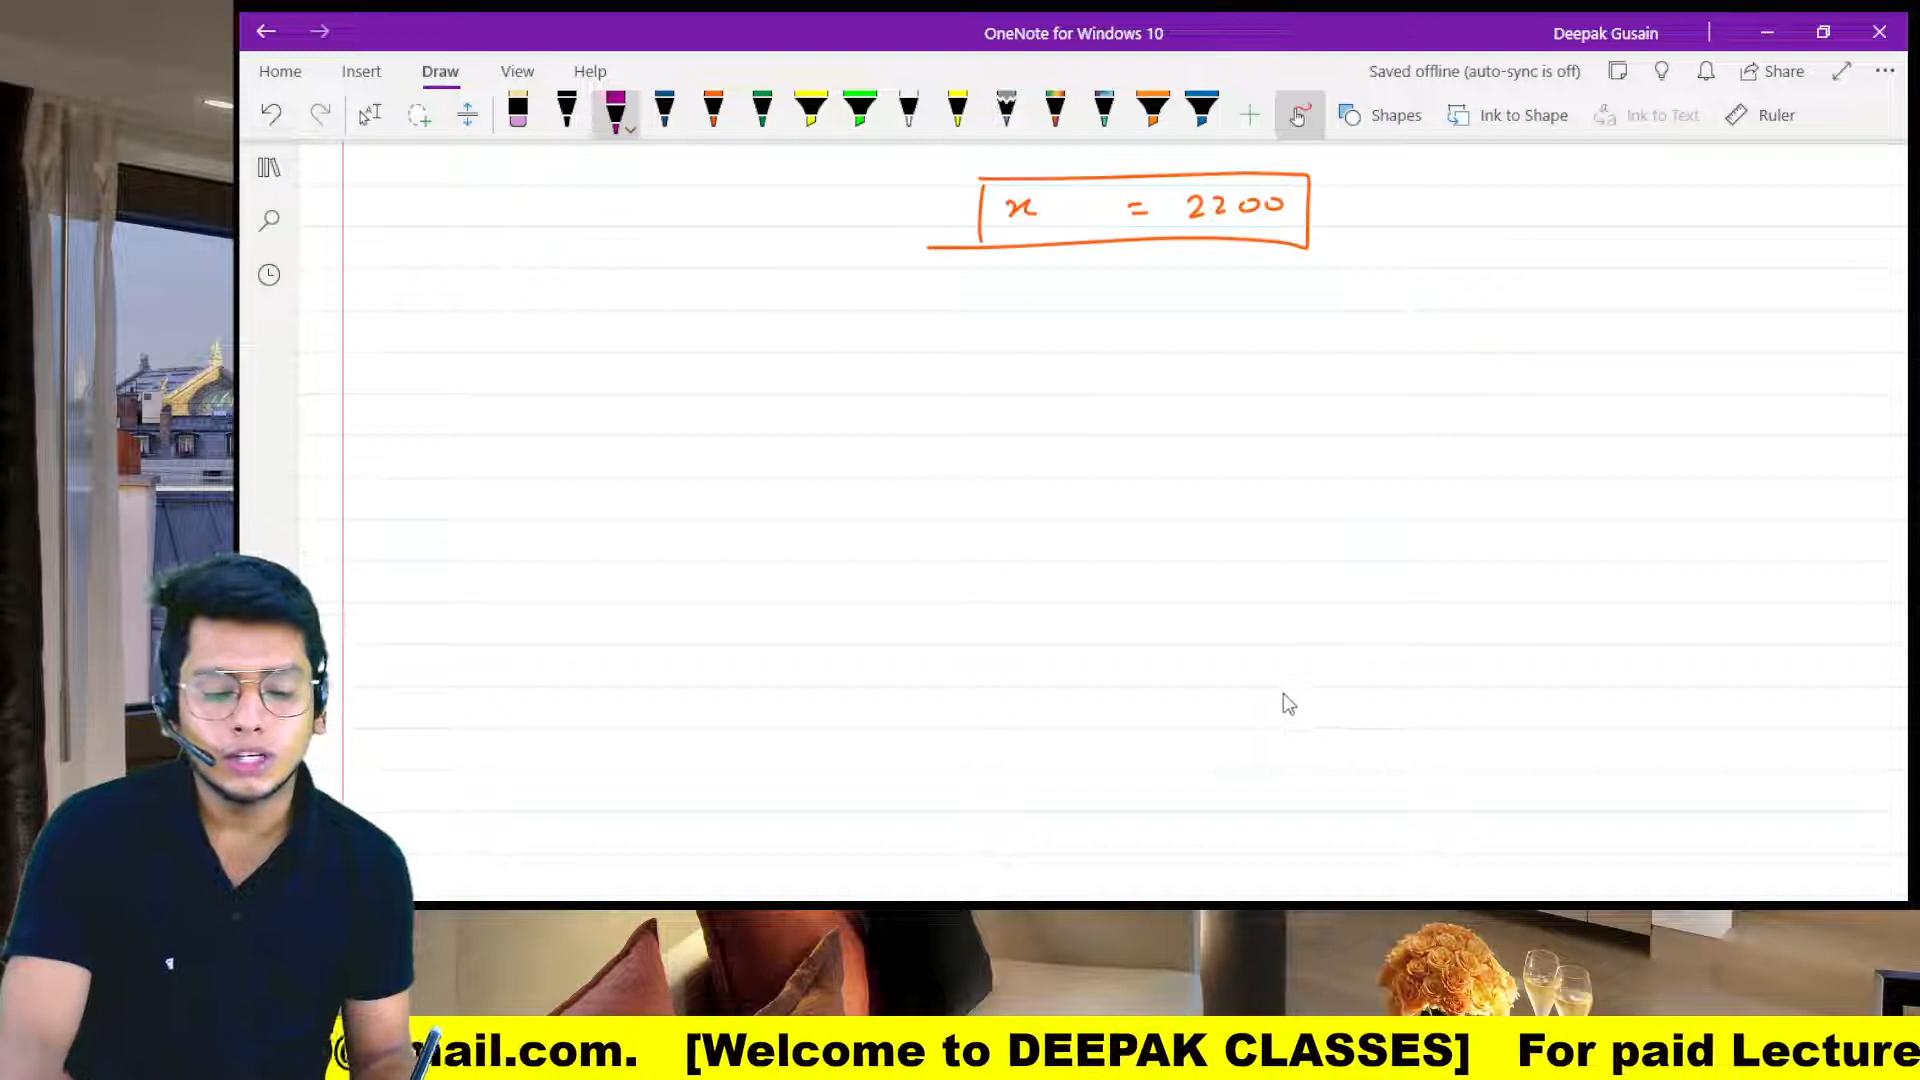 OneNote for Windows 10
Deepak Gusain
Home Insert Draw View Help
Saved offline (auto-sync is off) Share
Shapes Ink to Shape Ink to Text Ruler
x = 2200
mail.com. [Welcome to DEEPAK CLASSES] For paid Lecture